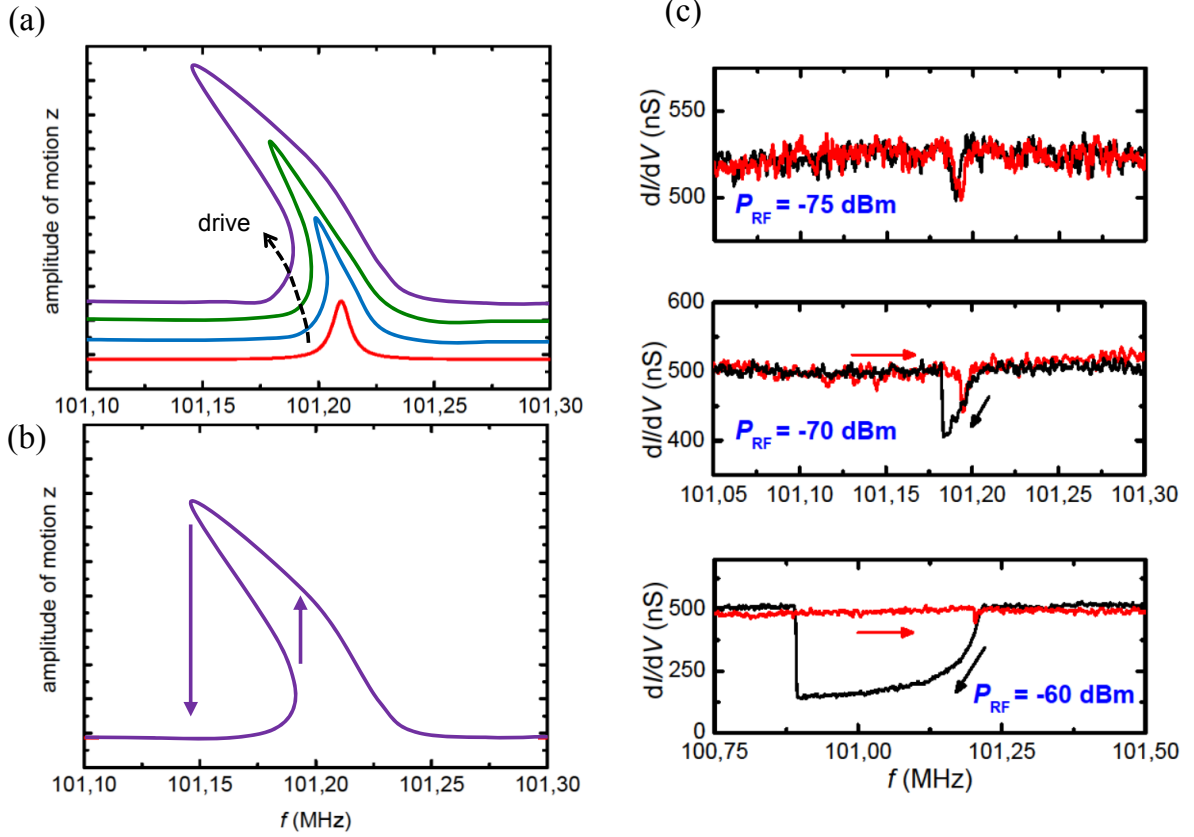 (a)
amplitude of motion z
drive
101,10 101,15 101,20 101,25 101,30
(b)
amplitude of motion z
101,10 101,15 101,20 101,25 101,30
f (MHz)
(c)
dI/dV (nS)
550
500
PRF = -75 dBm
dI/dV (nS)
600
500
400
PRF = -70 dBm
101,05 101,10 101,15 101,20 101,25 101,30
dI/dV (nS)
500
250
0
PRF = -60 dBm
100,75 101,00 101,25 101,50
f (MHz)